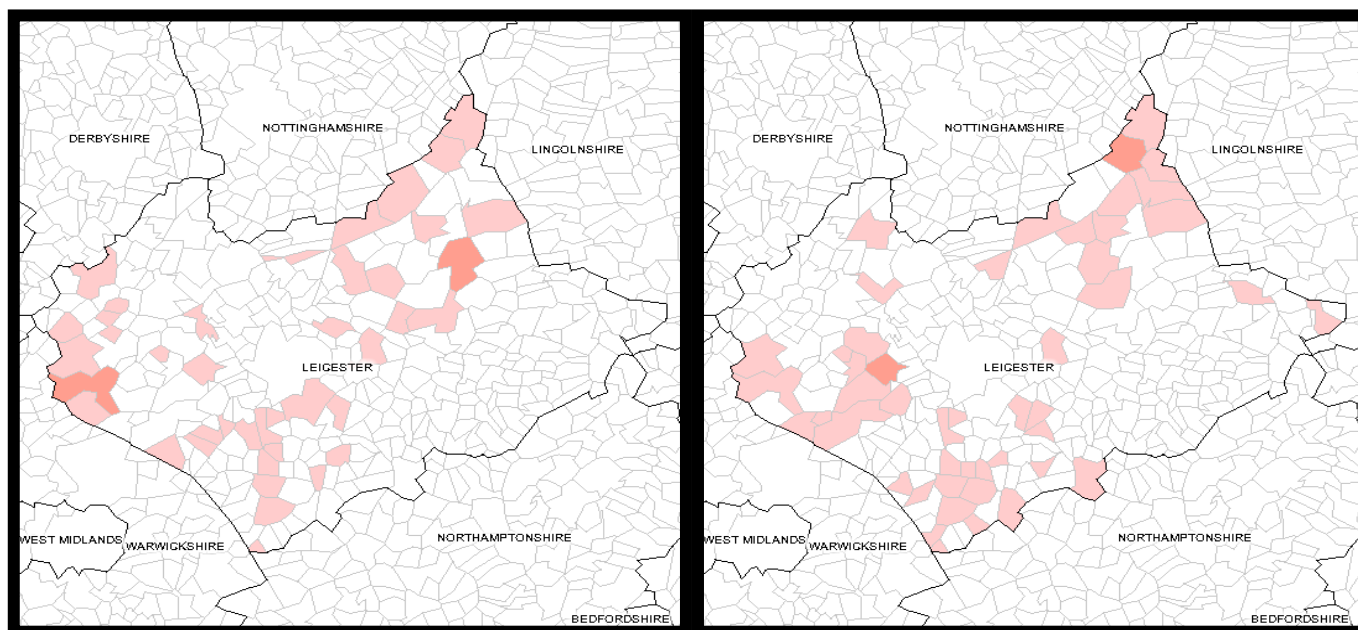 NOTTINGHAMSHIRE
DERBYSHIRE
LINCOLNSHIRE
LEICESTER
WEST MIDLANDS
WARWICKSHIRE
NORTHAMPTONSHIRE
BEDFORDSHIRE
NOTTINGHAMSHIRE
DERBYSHIRE
LINCOLNSHIRE
LEICESTER
WEST MIDLANDS
WARWICKSHIRE
NORTHAMPTONSHIRE
BEDFORDSHIRE